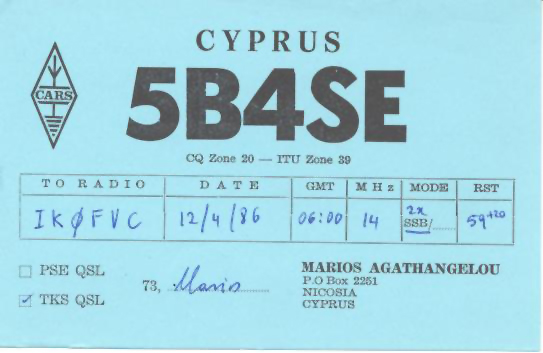 CYPRUS
CARS
5B4SE
CQ Zone 20 — ITU Zone 39
TO RADIO DATE GMT MHz MODE RST
IKØFVC 12/4/86 06:00 14 2x SSB/ 59+20
PSE QSL
TKS QSL
73, Marios
MARIOS AGATHANGELOU
P.O Box 2251
NICOSIA
CYPRUS